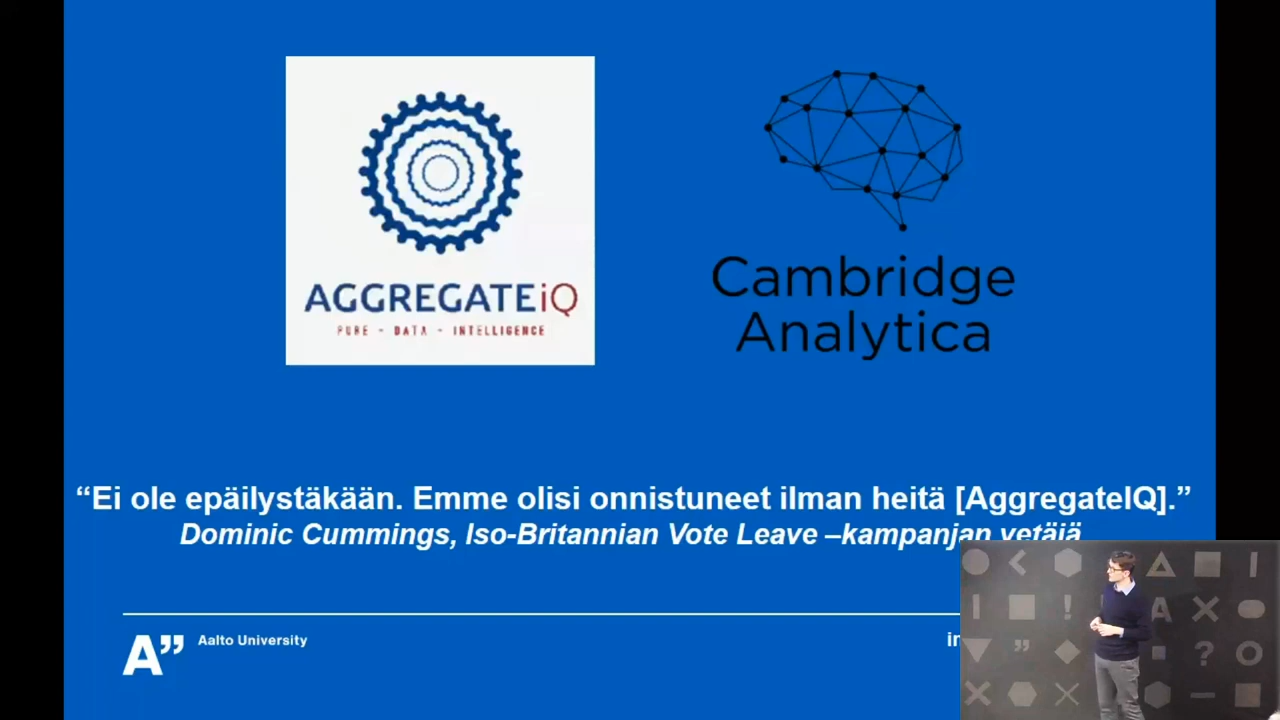 AGGREGATEiQ
PURE - DATA - INTELLIGENCE
Cambridge
Analytica
“Ei ole epäilystäkään. Emme olisi onnistuneet ilman heitä [AggregateIQ].”
Dominic Cummings, Iso-Britannian Vote Leave –kampanjan vetäjä
A”
Aalto University